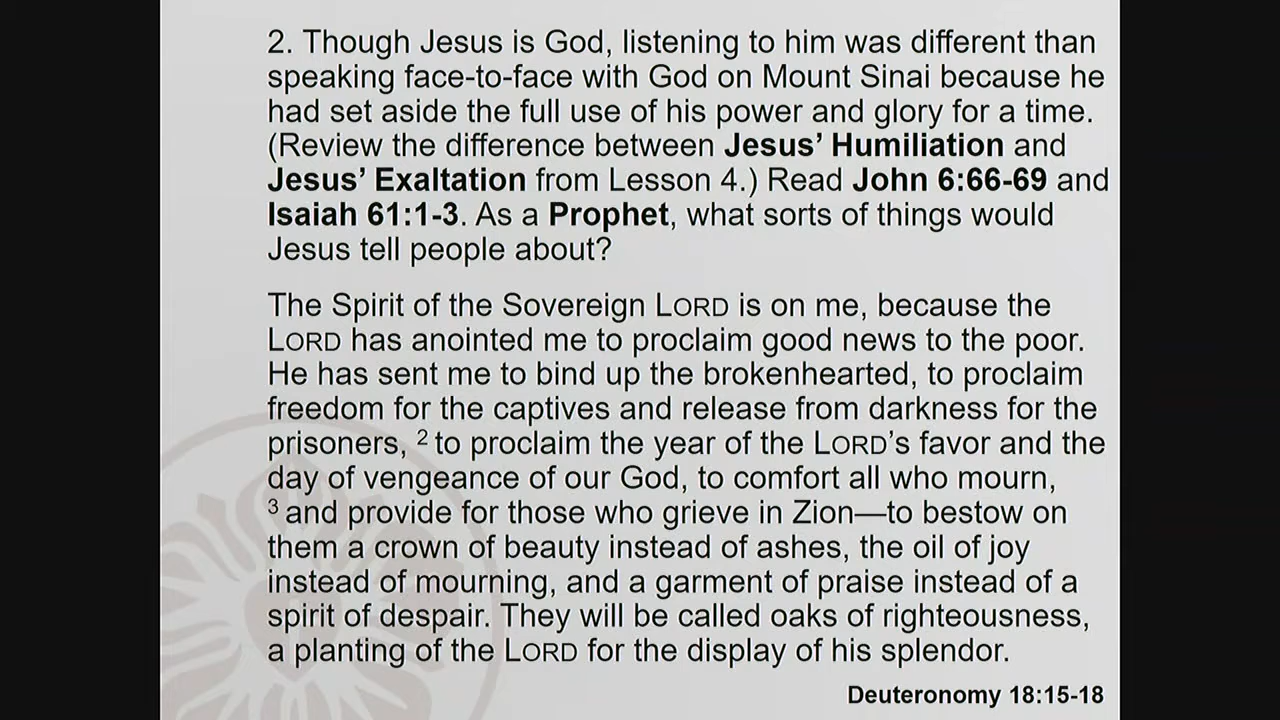 2. Though Jesus is God, listening to him was different than
speaking face-to-face with God on Mount Sinai because he
had set aside the full use of his power and glory for a time.
(Review the difference between Jesus’ Humiliation and
Jesus’ Exaltation from Lesson 4.) Read John 6:66-69 and
Isaiah 61:1-3. As a Prophet, what sorts of things would
Jesus tell people about?
The Spirit of the Sovereign LORD is on me, because the
LORD has anointed me to proclaim good news to the poor.
He has sent me to bind up the brokenhearted, to proclaim
freedom for the captives and release from darkness for the
prisoners, ² to proclaim the year of the LORD’s favor and the
day of vengeance of our God, to comfort all who mourn,
³ and provide for those who grieve in Zion—to bestow on
them a crown of beauty instead of ashes, the oil of joy
instead of mourning, and a garment of praise instead of a
spirit of despair. They will be called oaks of righteousness,
a planting of the LORD for the display of his splendor.
Deuteronomy 18:15-18